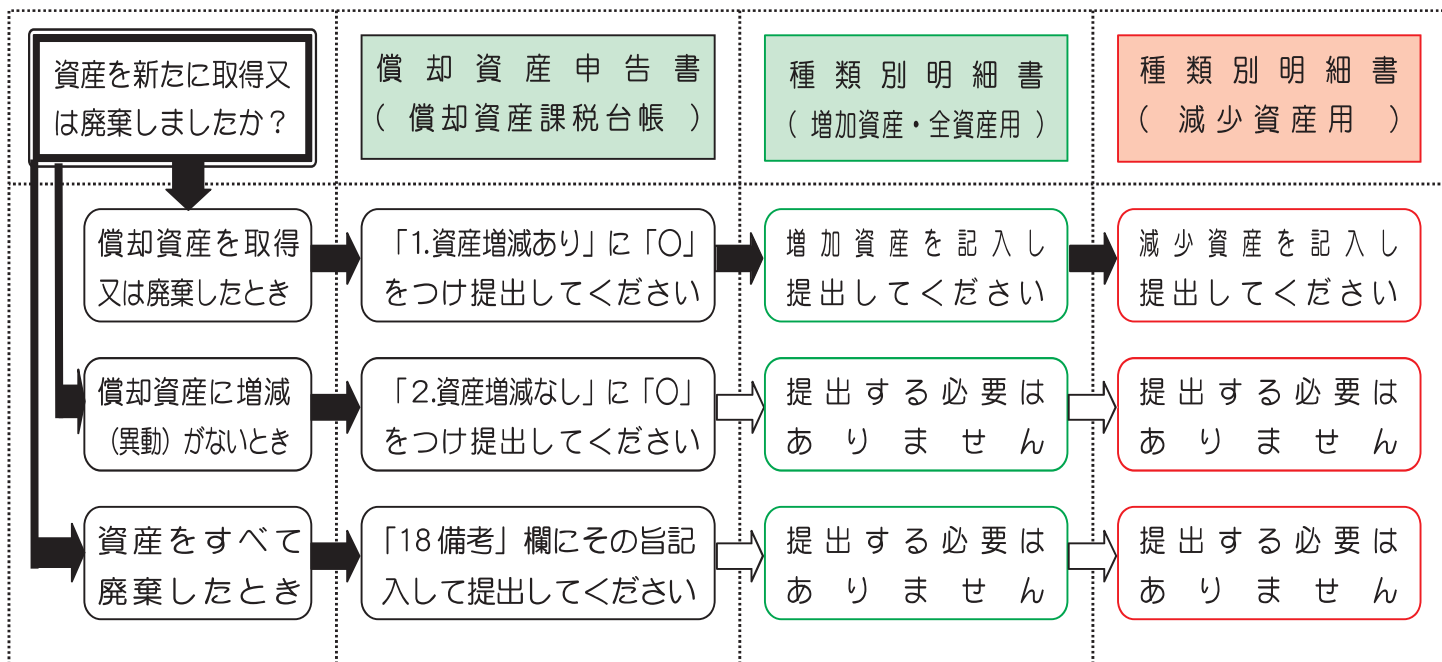 資産を新たに取得又
は廃棄しましたか？
償却資産申告書
（償却資産課税台帳）
種類別明細書
（増加資産・全資産用）
種類別明細書
（減少資産用）
償却資産を取得
又は廃棄したとき
「1.資産増減あり」に「〇」
をつけ提出してください
増加資産を記入し
提出してください
減少資産を記入し
提出してください
償却資産に増減
（異動）がないとき
「2.資産増減なし」に「〇」
をつけ提出してください
提出する必要は
ありません
提出する必要は
ありません
資産をすべて
廃棄したとき
「18備考」欄にその旨記
入して提出してください
提出する必要は
ありません
提出する必要は
ありません